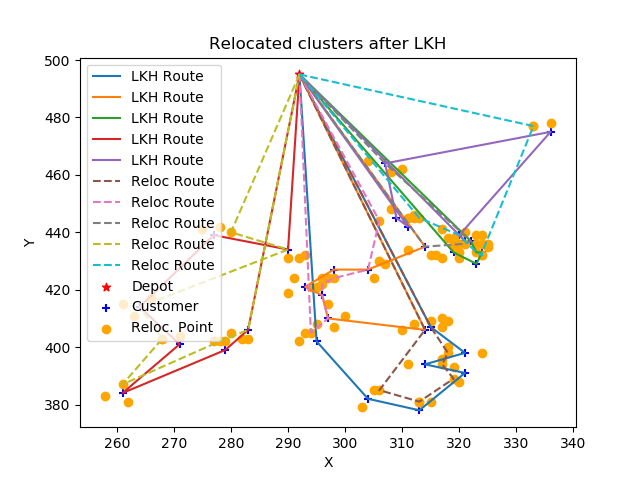 Relocated clusters after LKH
500
480
460
440
420
400
380
Y
LKH Route
LKH Route
LKH Route
LKH Route
LKH Route
Reloc Route
Reloc Route
Reloc Route
Reloc Route
Reloc Route
Depot
Customer
Reloc. Point
260 270 280 290 300 310 320 330 340
X